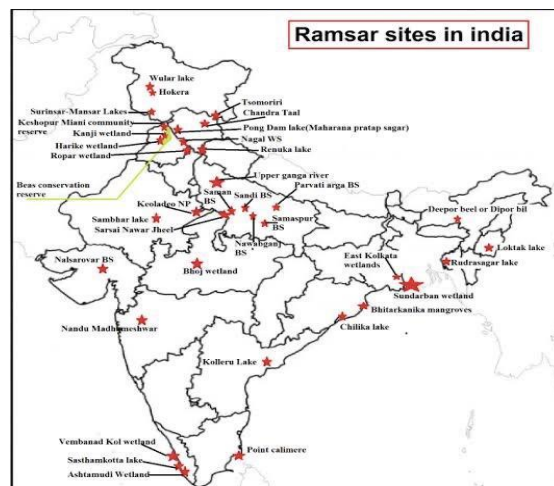 Ramsar sites in india
Wular lake
Hokera
Surinsar-Mansar Lakes
Keshopur Miani community
reserve
Kanji wetland
Harike wetland
Ropar wetland
Beas conservation
reserve
Tsomoriri
Chandra Taal
Pong Dam lake(Maharana pratap sagar)
Nagal WS
Renuka lake
Upper ganga river
Saman
BS
Sandi BS
Parvati arga BS
Keoladeo NP
Sambhar lake
Sarsai Nawar Jheel
Nawabganj
BS
Samaspur
BS
Deepor beel or Dipor bil
Loktak lake
Rudrasagar lake
East Kolkata
wetlands
Sundarban wetland
Bhitarkanika mangroves
Chilika lake
Nalsarovar BS
Bhoj wetland
Nandu Madhmeshwar
Kolleru Lake
Vembanad Kol wetland
Sasthamkotta lake
Ashtamudi Wetland
Point calimere